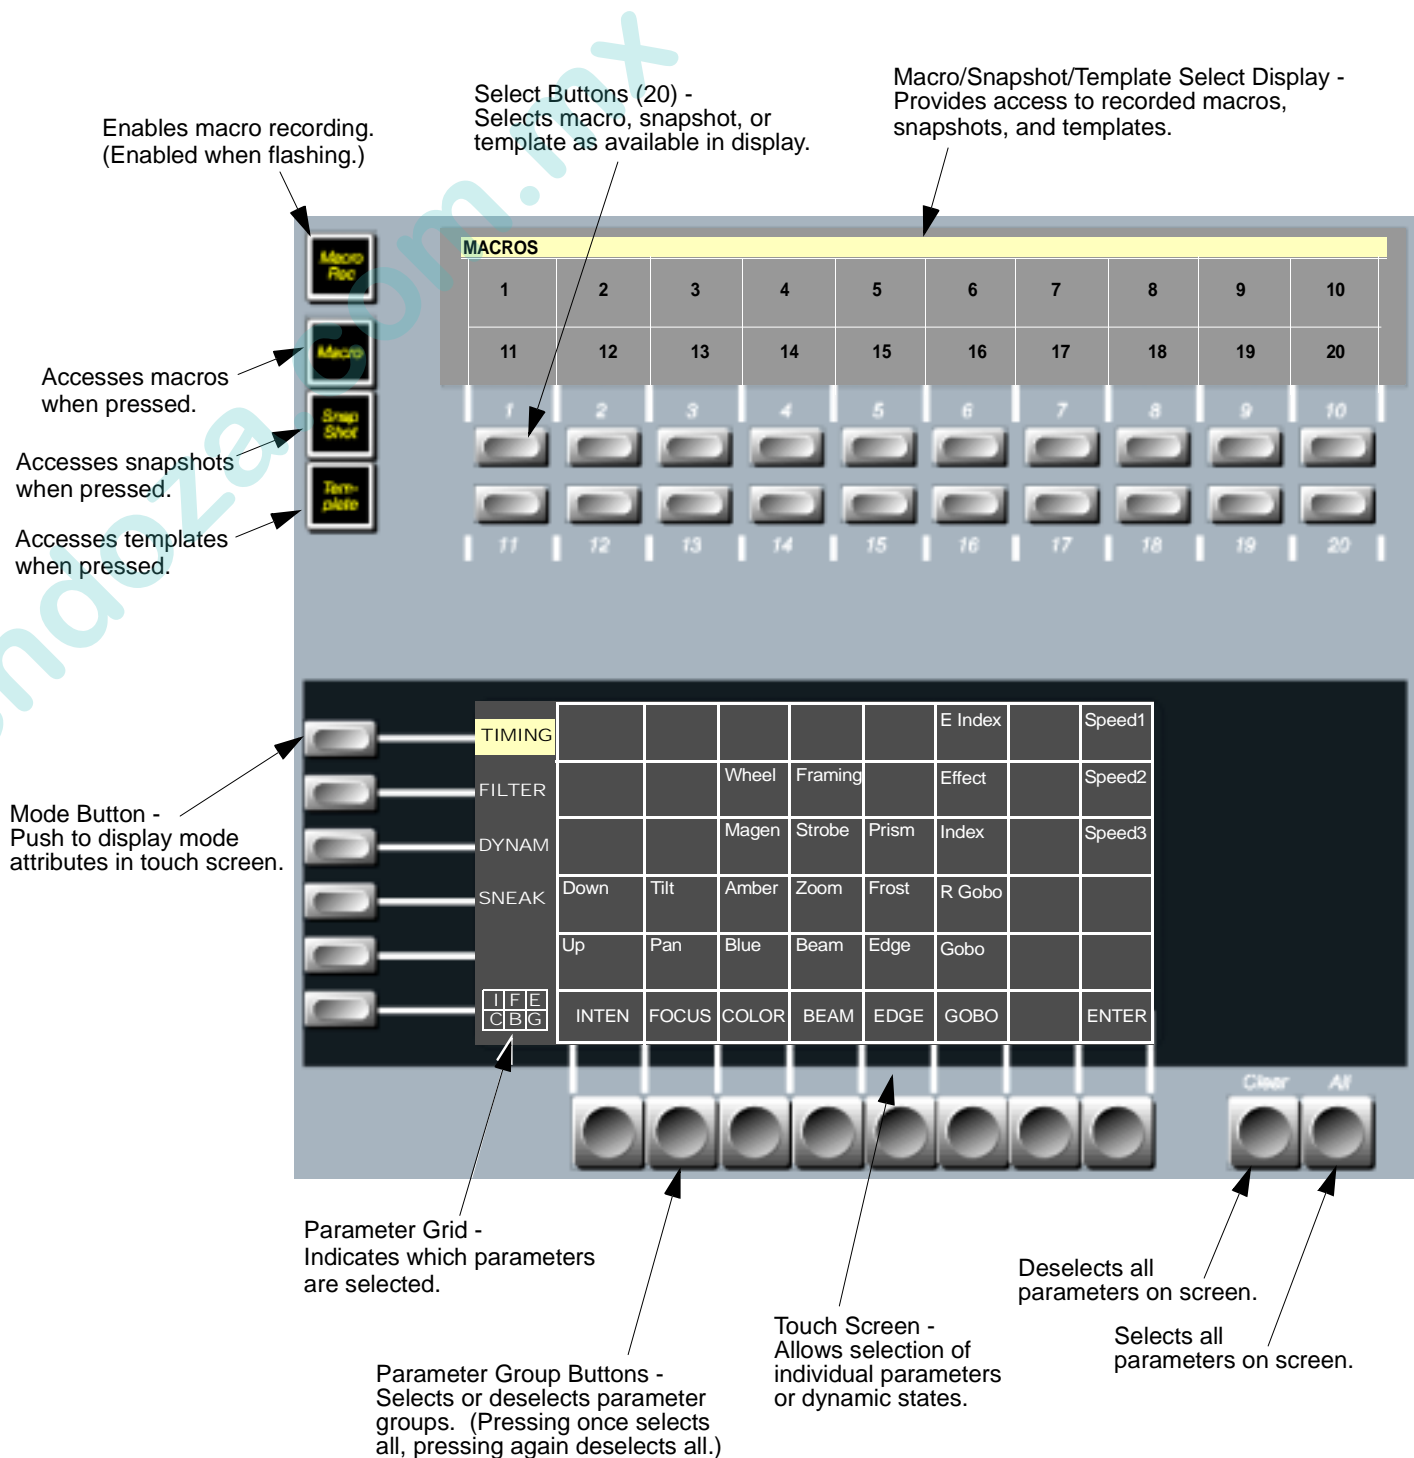 Macro/Snapshot/Template Select Display -
Provides access to recorded macros,
snapshots, and templates.
Select Buttons (20) -
Selects macro, snapshot, or
template as available in display.
Enables macro recording.
(Enabled when flashing.)
Macro
Rec
MACROS
1 2 3 4 5 6 7 8 9 10
11 12 13 14 15 16 17 18 19 20
Macro
Accesses macros
when pressed.
Snap
Shot
Accesses snapshots
when pressed.
Tem-
plate
Accesses templates
when pressed.
1 2 3 4 5 6 7 8 9 10
11 12 13 14 15 16 17 18 19 20
TIMING E Index Speed1
FILTER Wheel Framing Effect Speed2
DYNAM Magen Strobe Prism Index Speed3
SNEAK Down Tilt Amber Zoom Frost R Gobo
Up Pan Blue Beam Edge Gobo
I F E
C B G
INTEN FOCUS COLOR BEAM EDGE GOBO ENTER
Mode Button -
Push to display mode
attributes in touch screen.
Clear All
Parameter Grid -
Indicates which parameters
are selected.
Deselects all
parameters on screen.
Selects all
parameters on screen.
Touch Screen -
Allows selection of
individual parameters
or dynamic states.
Parameter Group Buttons -
Selects or deselects parameter
groups. (Pressing once selects
all, pressing again deselects all.)
ndoza.com.mx